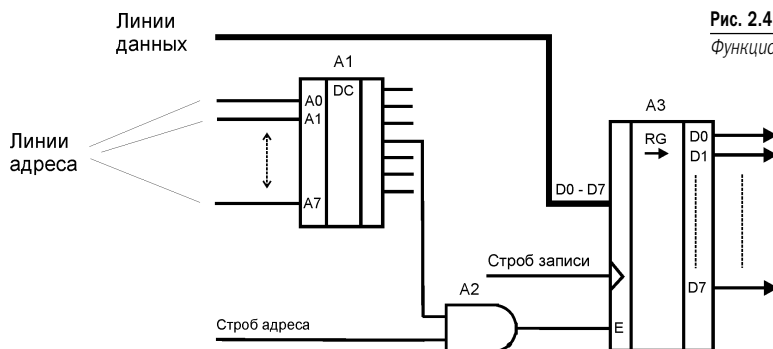 Линии
данных
Рис. 2.4
Функцио
A1
DC
A0
A1
A7
Линии
адреса
A3
RG
D0
D1
D7
D0 - D7
Строб записи
A2
Строб адреса
E